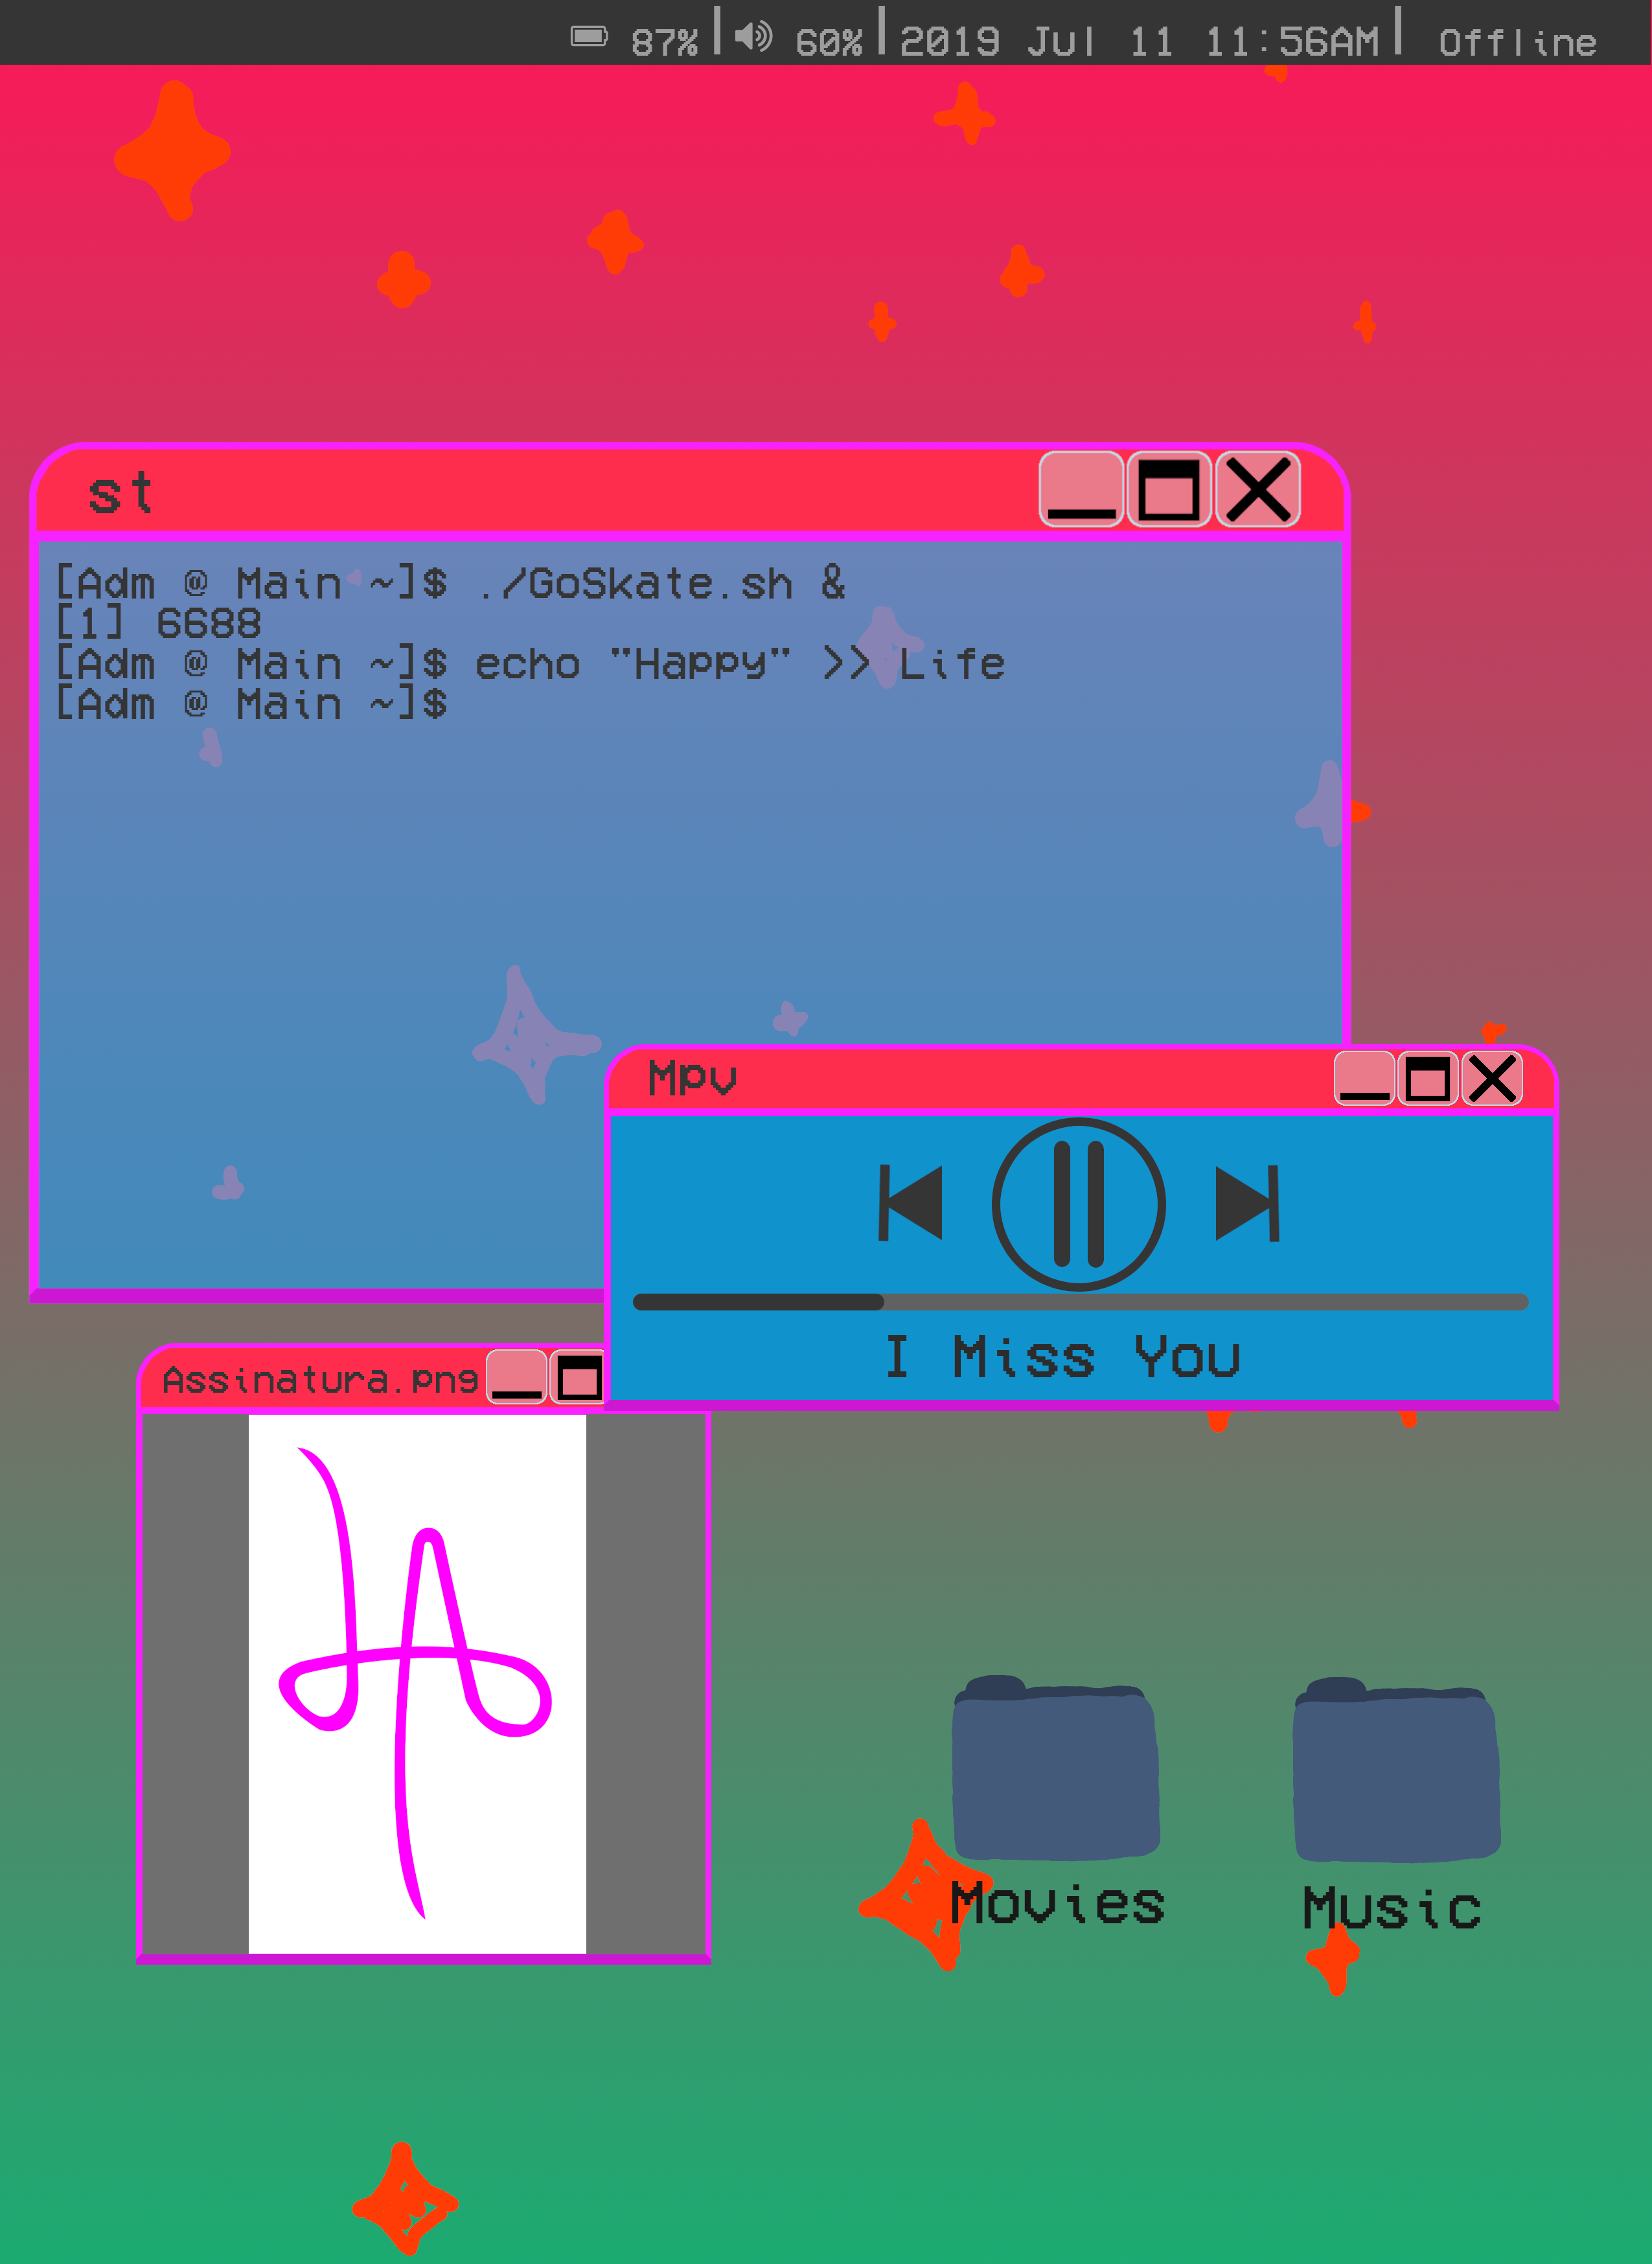 87% 60% 2019 Jul 11 11:56AM Offline
st
[Adm @ Main ~]$ ./GoSkate.sh &
[1] 6688
[Adm @ Main ~]$ echo "Happy" >> Life
[Adm @ Main ~]$
Mpv
I Miss You
Assinatura.png
Movies
Music